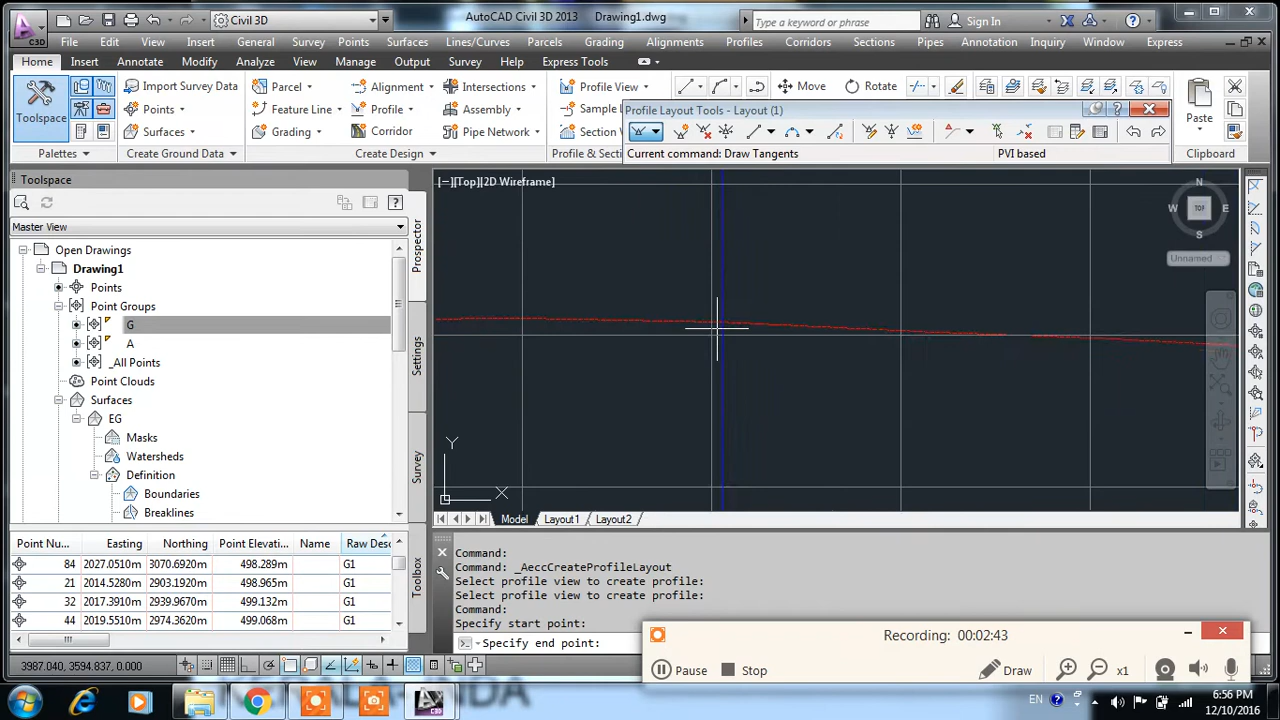 Civil 3D
AutoCAD Civil 3D 2013 Drawing1.dwg
Type a keyword or phrase
Sign In
C3D
File Edit View Insert General Survey Points Surfaces Lines/Curves Parcels Grading Alignments Profiles Corridors Sections Pipes Annotation Inquiry Window Express
Home Insert Annotate Modify Analyze View Manage Output Survey Help Express Tools
Toolspace
Import Survey Data
Points
Surfaces
Parcel
Feature Line
Grading
Alignment
Profile
Corridor
Intersections
Assembly
Pipe Network
Profile View
Sample
Section
Move
Rotate
Paste
Palettes
Create Ground Data
Create Design
Profile &
Clipboard
Profile Layout Tools - Layout (1)
Current command: Draw Tangents
PVI based
Toolspace
Master View
Open Drawings
Drawing1
Points
Point Groups
G
A
_All Points
Point Clouds
Surfaces
EG
Masks
Watersheds
Definition
Boundaries
Breaklines
Prospector
Settings
Survey
Toolbox
Point Nu... Easting Northing Point Elevati... Name Raw Desc
84 2027.0510m 3070.6920m 498.289m G1
21 2014.5280m 2903.1920m 498.965m G1
32 2017.3910m 2939.9670m 499.132m G1
44 2019.5510m 2974.3620m 499.068m G1
[−][Top][2D Wireframe]
N
W TOP E
S
Unnamed
Y
X
Model Layout1 Layout2
Command:
Command: _AeccCreateProfileLayout
Select profile view to create profile:
Select profile view to create profile:
Command:
Specify start point:
Specify end point:
Recording: 00:02:43
Pause Stop Draw x1
3987.040, 3594.837, 0.000
EN
6:56 PM
12/10/2016